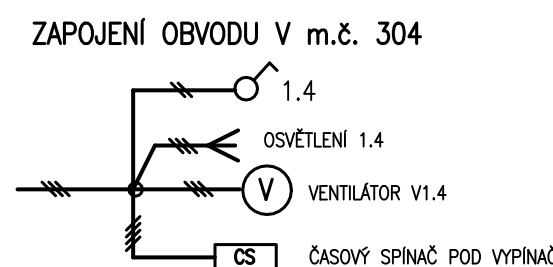 ZAPOJENÍ OBVODU V m.č. 304
1.4
OSVĚTLENÍ 1.4
V VENTILÁTOR V1.4
CS ČASOVÝ SPÍNAČ POD VYPÍNAČ